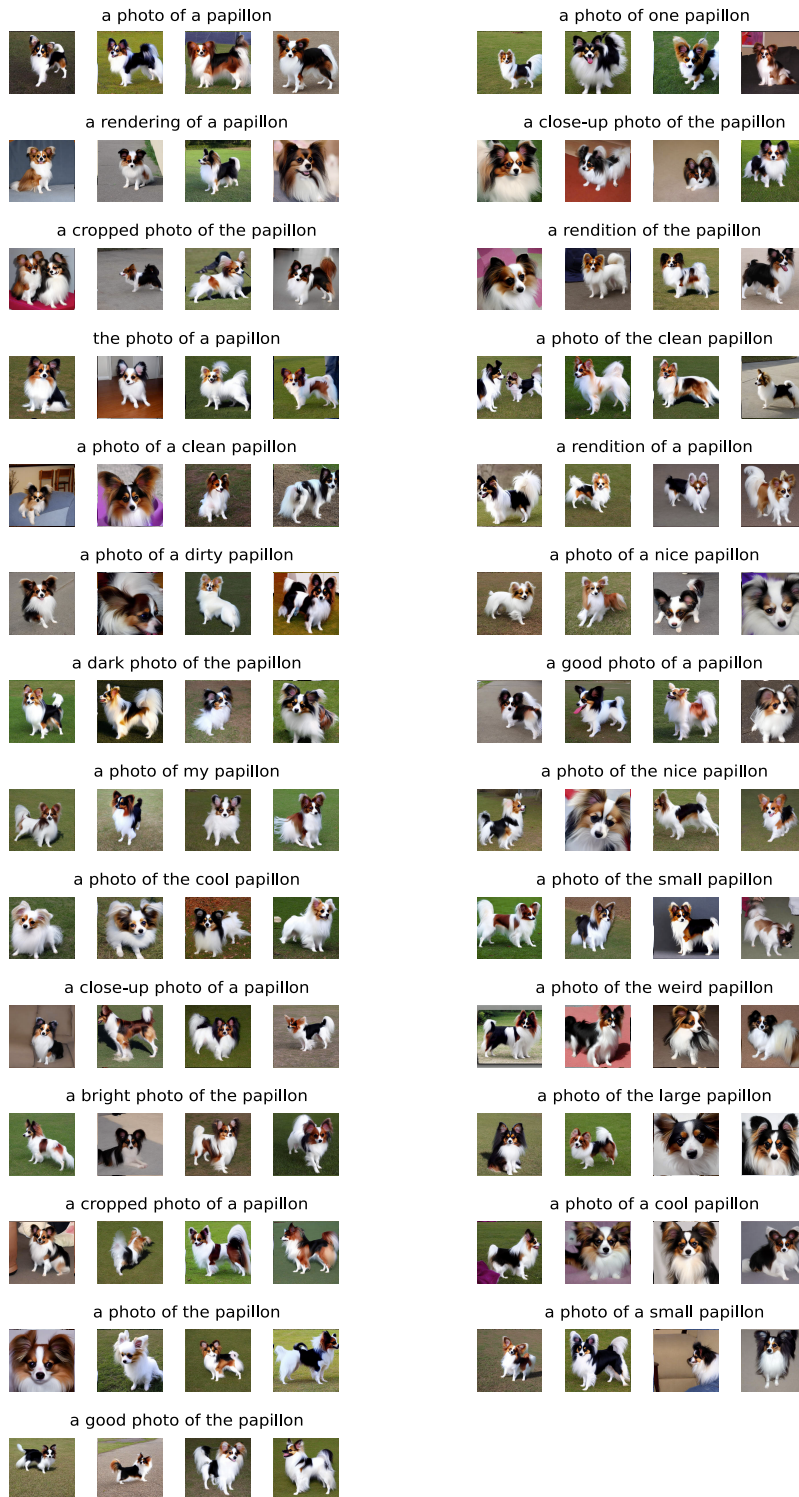 a photo of a papillon
a photo of one papillon
a rendering of a papillon
a close-up photo of the papillon
a cropped photo of the papillon
a rendition of the papillon
the photo of a papillon
a photo of the clean papillon
a photo of a clean papillon
a rendition of a papillon
a photo of a dirty papillon
a photo of a nice papillon
a dark photo of the papillon
a good photo of a papillon
a photo of my papillon
a photo of the nice papillon
a photo of the cool papillon
a photo of the small papillon
a close-up photo of a papillon
a photo of the weird papillon
a bright photo of the papillon
a photo of the large papillon
a cropped photo of a papillon
a photo of a cool papillon
a photo of the papillon
a photo of a small papillon
a good photo of the papillon